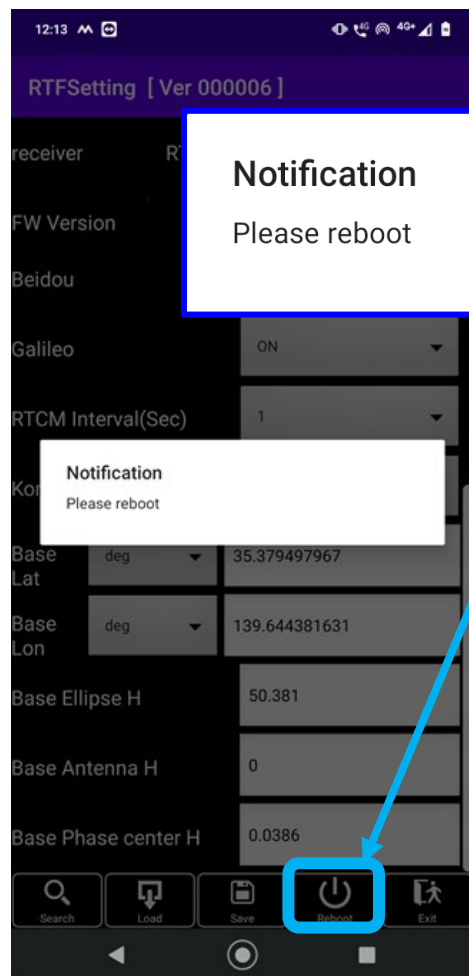 12:13
4G 4G+
RTFSetting [ Ver 000006 ]
receiver
Notification
Please reboot
FW Version
Beidou
Galileo ON
RTCM Interval(Sec) 1
Notification
Please reboot
Base Lat deg 35.379497967
Base Lon deg 139.644381631
Base Ellipse H 50.381
Base Antenna H 0
Base Phase center H 0.0386
Search Load Save Reboot Exit